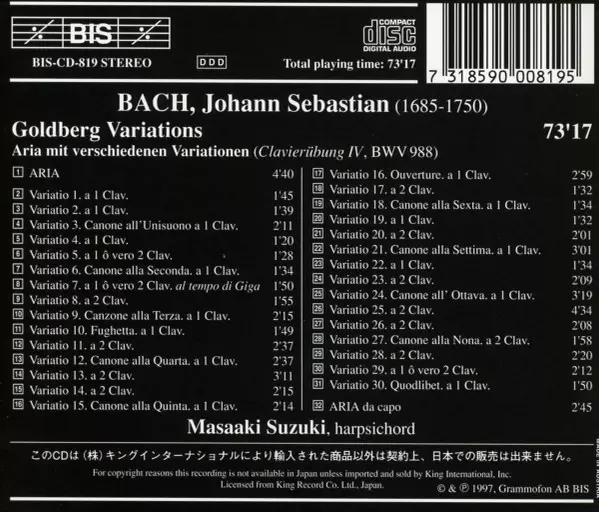 BIS
COMPACT
disc
DIGITAL AUDIO
BIS-CD-819 STEREO
DDD
Total playing time: 73'17
7 318590 008195
BACH, Johann Sebastian (1685-1750)
Goldberg Variations 73'17
Aria mit verschiedenen Variationen (Clavierübung IV, BWV 988)
1 ARIA 4'40
2 Variatio 1. a 1 Clav. 1'45
3 Variatio 2. a 1 Clav. 1'39
4 Variatio 3. Canone all'Unisuono a 1 Clav. 2'11
5 Variatio 4. a 1 Clav. 1'20
6 Variatio 5. a 1 ô vero 2 Clav. 1'28
7 Variatio 6. Canone alla Seconda. a 1 Clav. 1'34
8 Variatio 7. a 1 ô vero 2 Clav. al tempo di Giga 1'50
9 Variatio 8. a 2 Clav. 1'55
10 Variatio 9. Canzone alla Terza. a 1 Clav. 2'15
11 Variatio 10. Fughetta. a 1 Clav. 1'49
12 Variatio 11. a 2 Clav. 2'37
13 Variatio 12. Canone alla Quarta. a 1 Clav. 2'37
14 Variatio 13. a 2 Clav. 3'11
15 Variatio 14. a 2 Clav. 2'15
16 Variatio 15. Canone alla Quinta. a 1 Clav. 2'14
17 Variatio 16. Ouverture. a 1 Clav. 2'59
18 Variatio 17. a 2 Clav. 1'32
19 Variatio 18. Canone alla Sexta. a 1 Clav. 1'34
20 Variatio 19. a 1 Clav. 1'32
21 Variatio 20. a 2 Clav. 2'01
22 Variatio 21. Canone alla Settima. a 1 Clav. 3'01
23 Variatio 22. a 1 Clav. 1'34
24 Variatio 23. a 2 Clav. 2'09
25 Variatio 24. Canone all' Ottava. a 1 Clav. 3'19
26 Variatio 25. a 2 Clav. 4'34
27 Variatio 26. a 2 Clav. 2'08
28 Variatio 27. Canone alla Nona. a 2 Clav. 1'58
29 Variatio 28. a 2 Clav. 2'20
30 Variatio 29. a 1 ô vero 2 Clav. 2'12
31 Variatio 30. Quodlibet. a 1 Clav. 1'50
32 ARIA da capo 2'45
Masaaki Suzuki, harpsichord
このCDは(株)キングインターナショナルにより輸入された商品以外は契約上、日本での販売は出来ません。
For copyright reasons this recording is not available in Japan unless imported and sold by King International, Inc.
Licensed from King Record Co. Ltd., Japan.
© & ℗ 1997, Grammofon AB BIS
MADE IN AUSTRIA